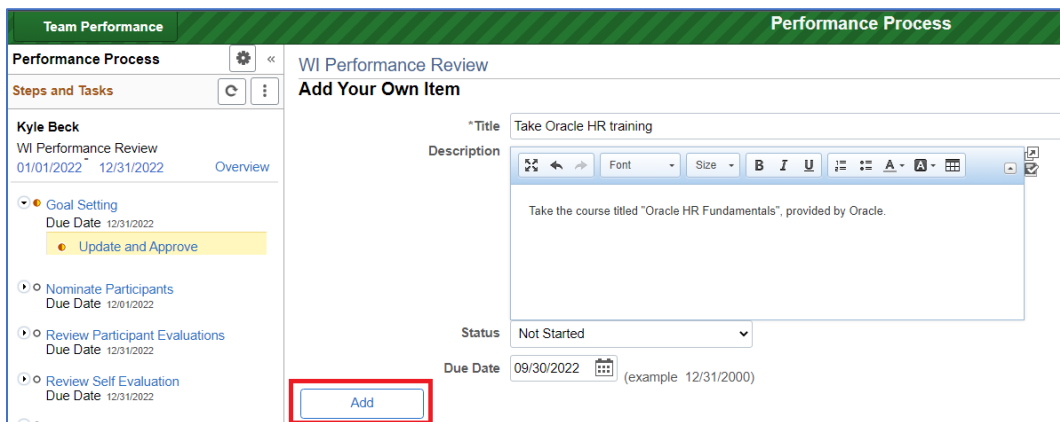 Team Performance
Performance Process
Performance Process
«
Steps and Tasks
Kyle Beck
WI Performance Review
01/01/2022 - 12/31/2022 Overview
Goal Setting
Due Date 12/31/2022
Update and Approve
Nominate Participants
Due Date 12/01/2022
Review Participant Evaluations
Due Date 12/31/2022
Review Self Evaluation
Due Date 12/31/2022
WI Performance Review
Add Your Own Item
*Title Take Oracle HR training
Description
Font Size B I U A A
Take the course titled "Oracle HR Fundamentals", provided by Oracle.
Status Not Started
Due Date 09/30/2022 (example 12/31/2000)
Add